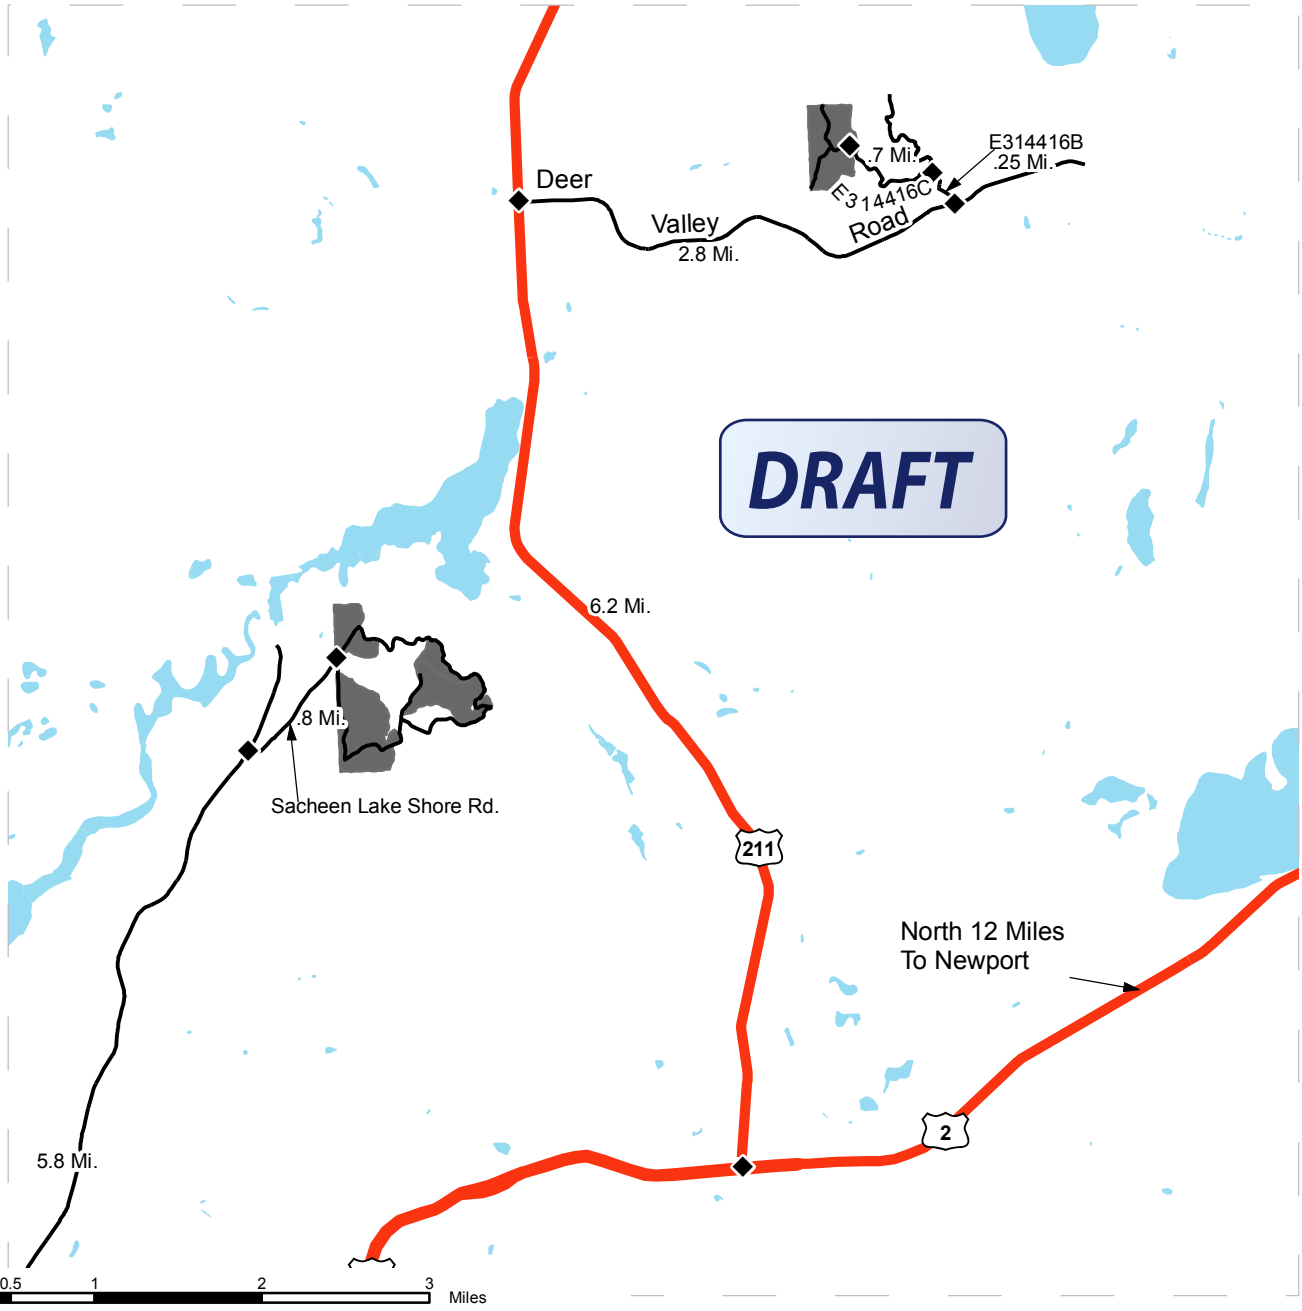 E314416B
.25 Mi.
.7 Mi.
E314416C
Deer
Valley
Road
2.8 Mi.
DRAFT
6.2 Mi.
.8 Mi.
Sacheen Lake Shore Rd.
211
North 12 Miles
To Newport
2
5.8 Mi.
0.5 1 2 3
Miles